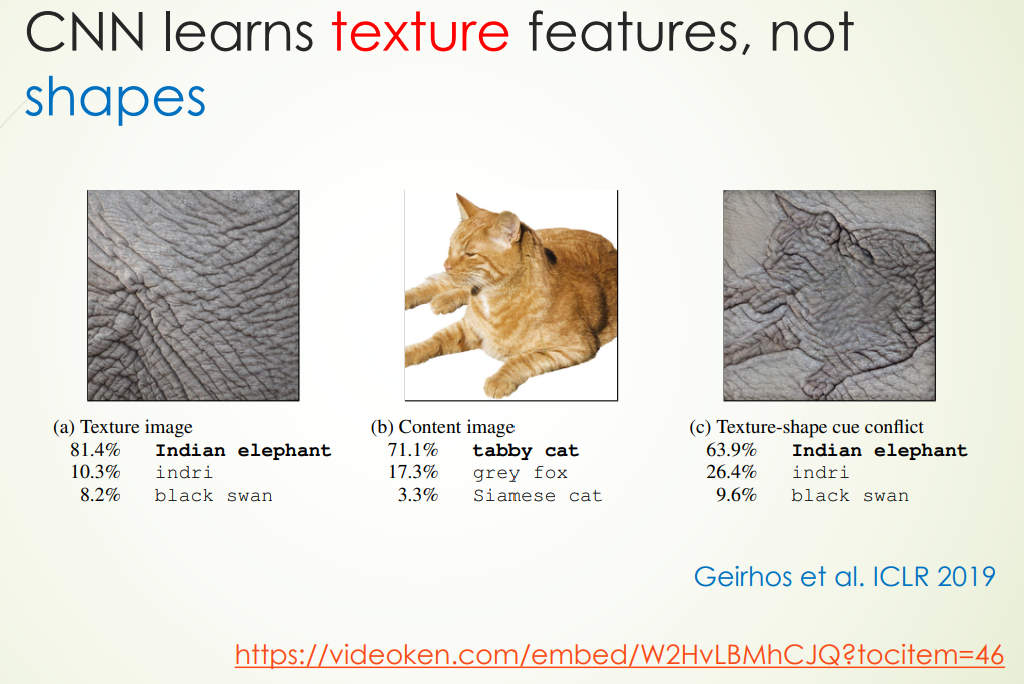 CNN learns texture features, not
shapes
(a) Texture image
81.4% Indian elephant
10.3% indri
8.2% black swan
(b) Content image
71.1% tabby cat
17.3% grey fox
3.3% Siamese cat
(c) Texture-shape cue conflict
63.9% Indian elephant
26.4% indri
9.6% black swan
Geirhos et al. ICLR 2019
https://videoken.com/embed/W2HvLBMhCJQ?tocitem=46